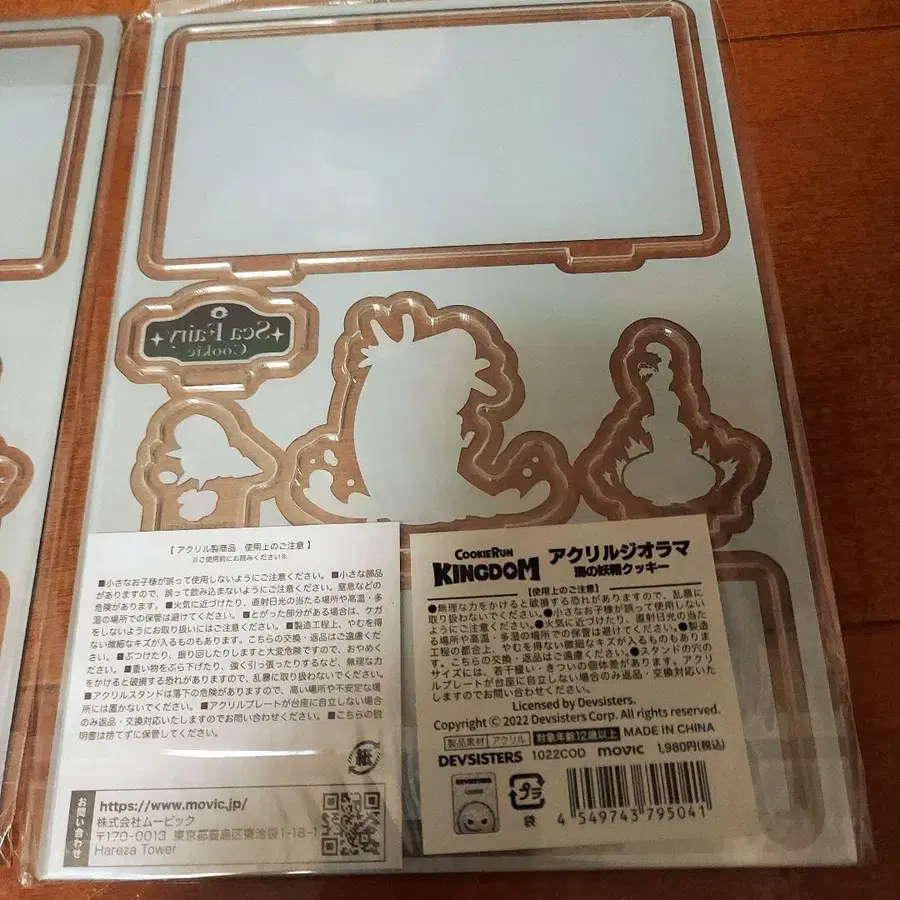 Sea Fairy
Cookie
【 アクリル製商品　使用上のご注意 】
※ご使用前にお読みください※
■小さなお子様が誤って使用しないようにご注意ください。■小さな部品
がありますので、誤って飲み込まないようにご注意ください。窒息などの
危険があります。■火気に近づけたり、直射日光の当たる場所や高温・多
湿の場所での保管は避けてください。■とがった部分がある場合は、ケガ
をしないようにお取り扱いにはご注意ください。■製造工程上、やむを得
ない微細なキズが入るものもあります。こちらの交換・返品はご遠慮くだ
さい。■ぶつけたり、振り回したりしますと大変危険ですので、おやめく
ださい。■重い物をぶら下げたり、強く引っ張ったりするなど、無理な力
をかけると破損する恐れがありますので、乱暴に取り扱わないでください。
■アクリルスタンドは落下の危険がありますので、高い場所や不安定な場
所には置かないでください。■アクリルプレートが台座に自立しない場合
のみ返品・交換対応いたしますのでお問い合わせください。■こちらの説
明書は捨てずに保管してください。
紙
お問い合わせ
https://www.movic.jp/
株式会社ムービック
〒170-0013 東京都豊島区東池袋1-18-1
Hareza Tower
COOKIERUN
KINGDOM
アクリルジオラマ
海の妖精クッキー
【使用上のご注意】
●無理な力をかけると破損する恐れがありますので、乱暴に
取り扱わないでください。●小さなお子様が誤って使用しない
ようにご注意ください。●火気に近づけたり、直射日光の当た
る場所や高温・多湿の場所での保管は避けてください。●製造
工程の都合上、やむを得ない微細なキズが入るものもありま
す。こちらの交換・返品はご遠慮ください。●スタンドの穴の
サイズには、若干緩い・きついの個体差があります。アクリ
ルプレートが台座に自立しない場合のみ返品・交換対応いた
しますのでお問い合わせください。
Licensed by Devsisters.
Copyright © 2022 Devsisters Corp. All rights reserved.
製品素材 アクリル 対象年齢12歳以上 MADE IN CHINA
DEVSISTERS 1022COD movic 1,980円(税込)
プラ
袋
4 549743 795041